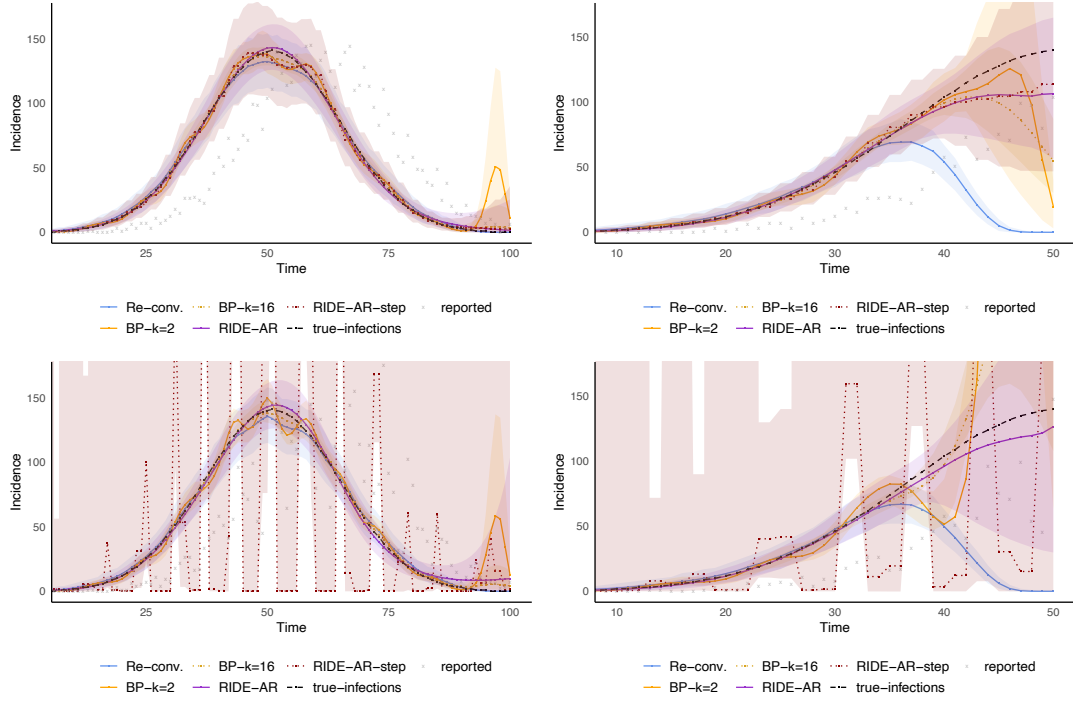 150
100
50
0
Incidence
25 50 75 100
Time
Re-conv. BP-k=16 RIDE-AR-step reported
BP-k=2 RIDE-AR true-infections
150
100
50
0
Incidence
10 20 30 40 50
Time
Re-conv. BP-k=16 RIDE-AR-step reported
BP-k=2 RIDE-AR true-infections
150
100
50
0
Incidence
25 50 75 100
Time
Re-conv. BP-k=16 RIDE-AR-step reported
BP-k=2 RIDE-AR true-infections
150
100
50
0
Incidence
10 20 30 40 50
Time
Re-conv. BP-k=16 RIDE-AR-step reported
BP-k=2 RIDE-AR true-infections